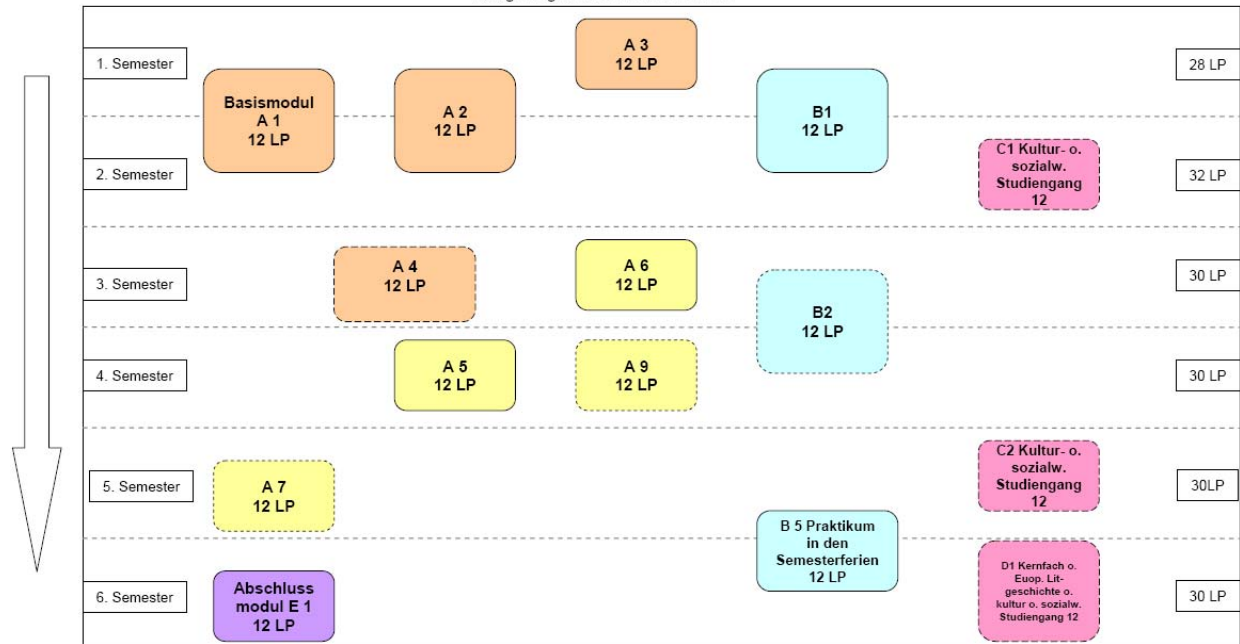 1. Semester
A 3
12 LP
28 LP
Basismodul
A 1
12 LP
A 2
12 LP
B1
12 LP
2. Semester
C1 Kultur- o.
sozialw.
Studiengang
12
32 LP
3. Semester
A 4
12 LP
A 6
12 LP
B2
12 LP
30 LP
4. Semester
A 5
12 LP
A 9
12 LP
30 LP
5. Semester
A 7
12 LP
C2 Kultur- o.
sozialw.
Studiengang
12
30LP
B 5 Praktikum
in den
Semesterferien
12 LP
6. Semester
Abschluss
modul E 1
12 LP
D1 Kernfach o.
Euop. Lit-
geschichte o.
kultur o. sozialw.
Studiengang 12
30 LP